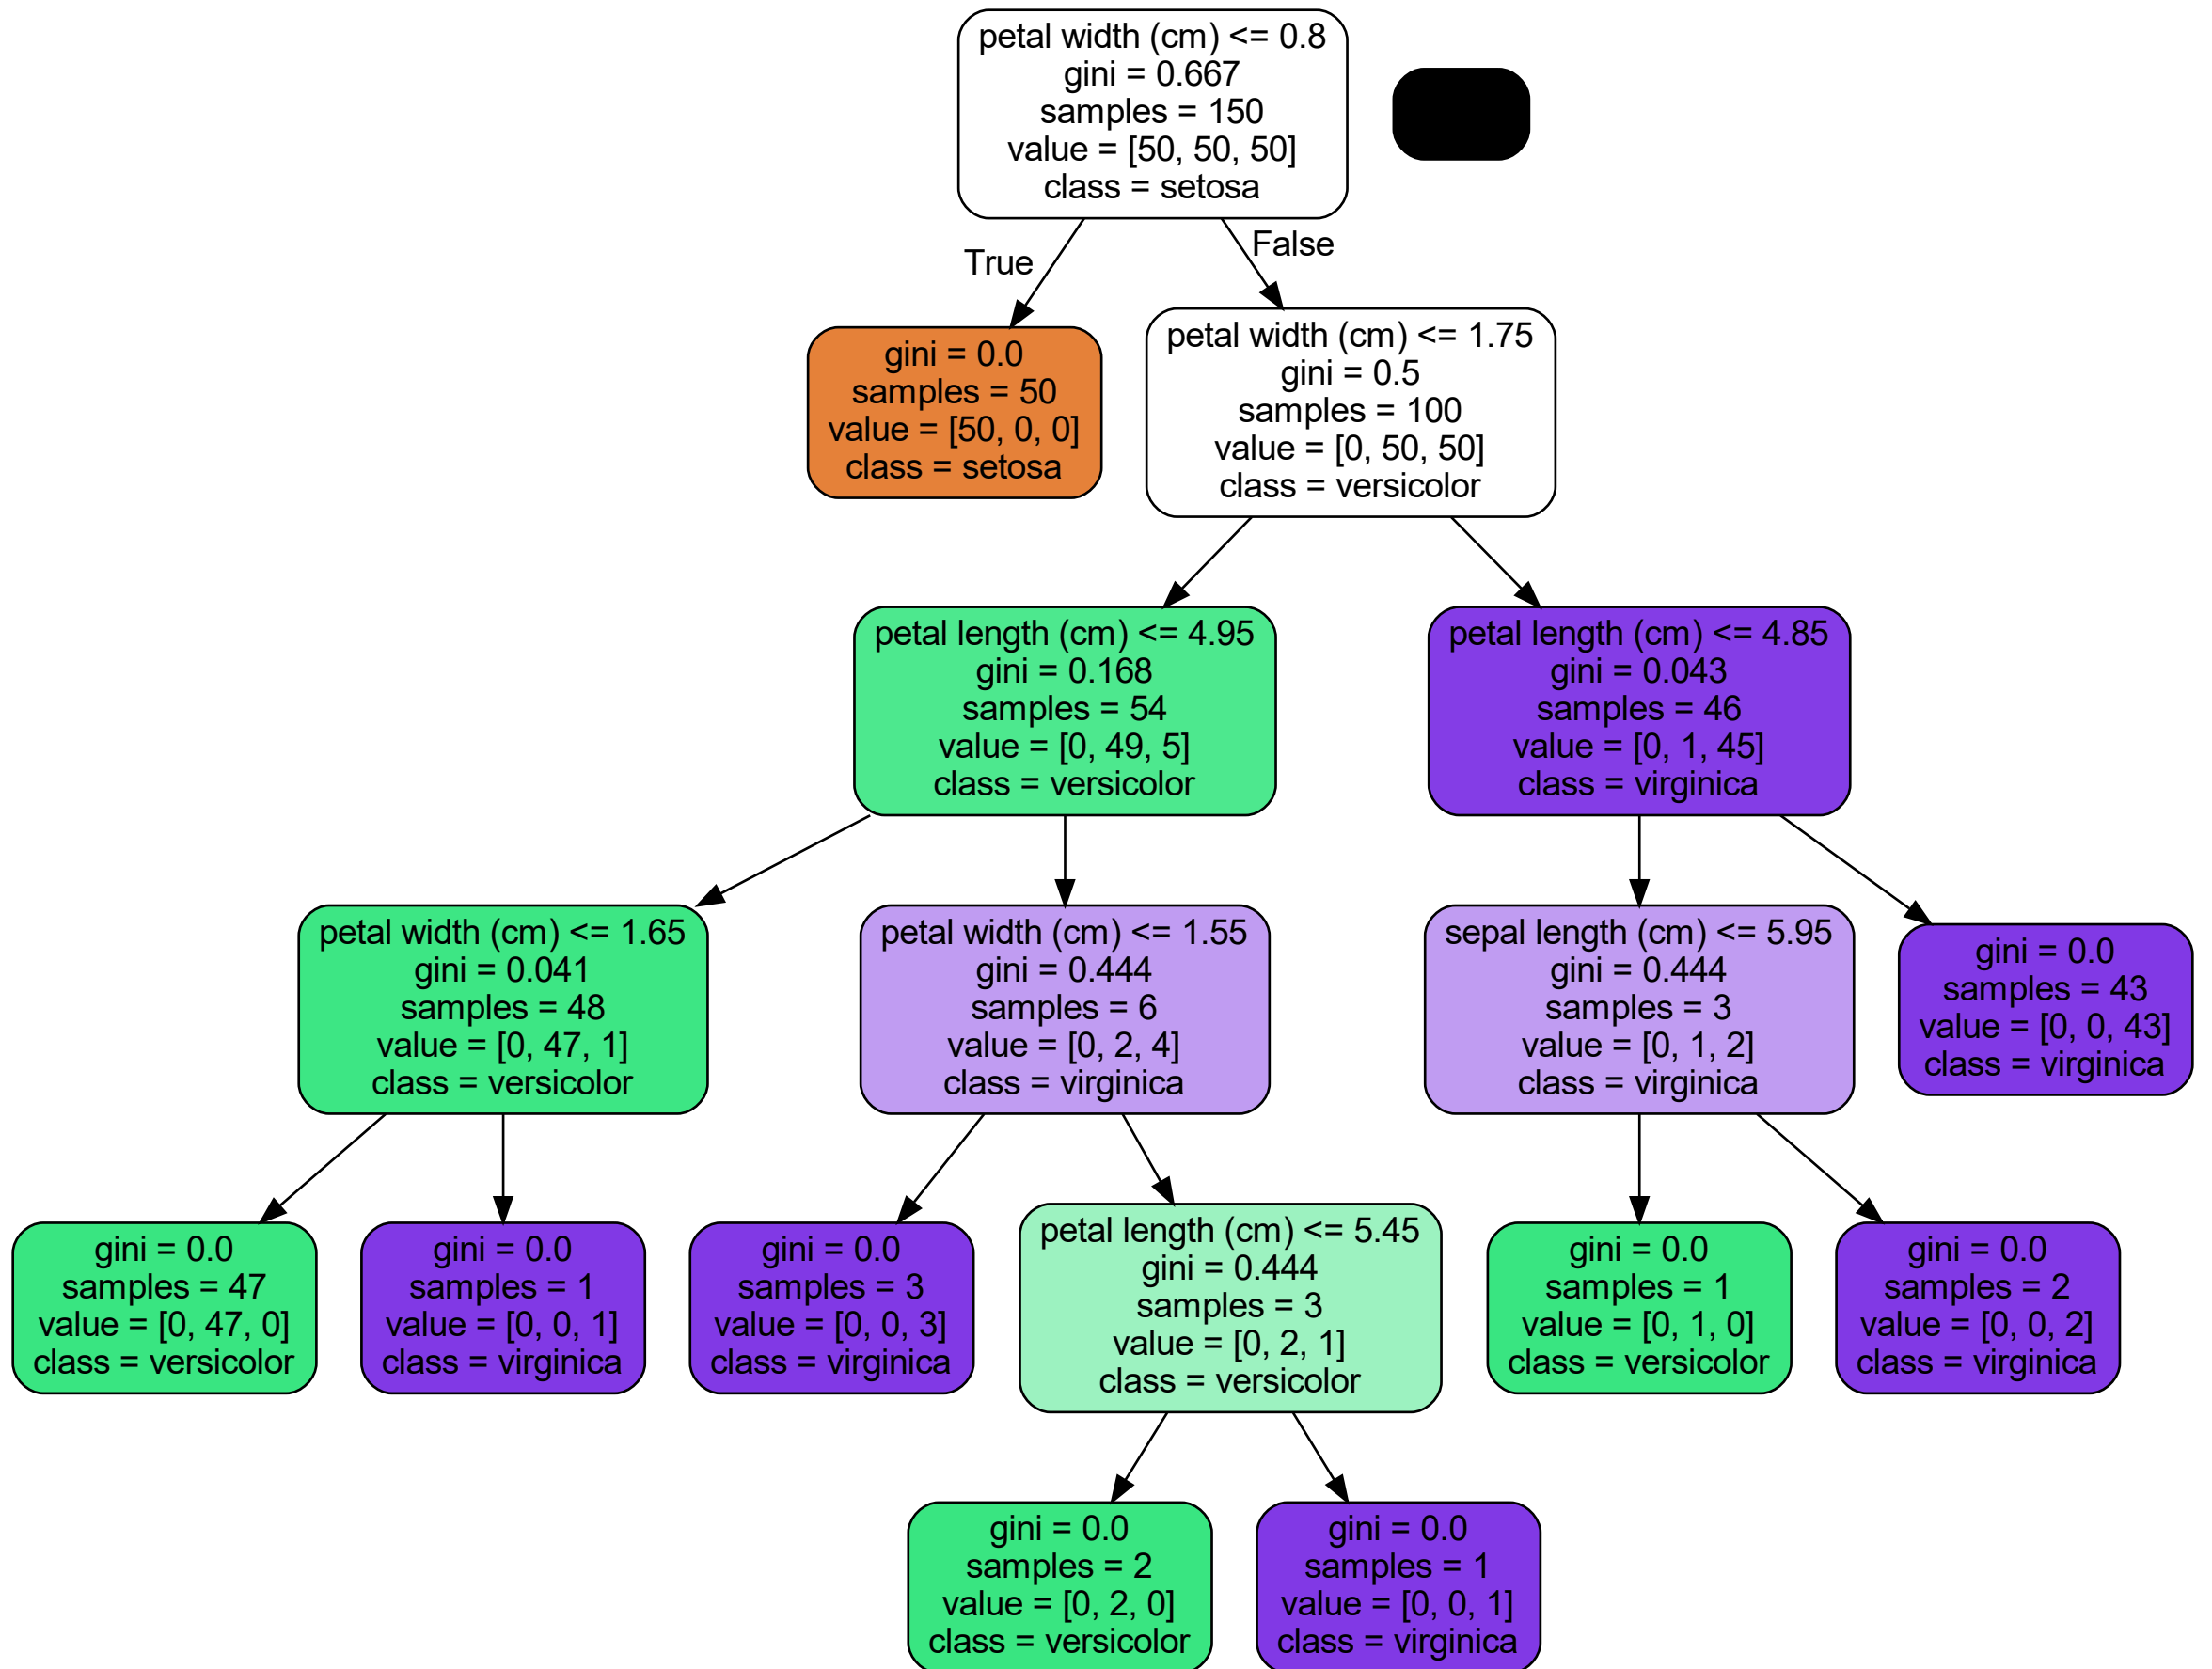 petal width (cm) <= 0.8
gini = 0.667
samples = 150
value = [50, 50, 50]
class = setosa
True
False
gini = 0.0
samples = 50
value = [50, 0, 0]
class = setosa
petal width (cm) <= 1.75
gini = 0.5
samples = 100
value = [0, 50, 50]
class = versicolor
petal length (cm) <= 4.95
gini = 0.168
samples = 54
value = [0, 49, 5]
class = versicolor
petal length (cm) <= 4.85
gini = 0.043
samples = 46
value = [0, 1, 45]
class = virginica
petal width (cm) <= 1.65
gini = 0.041
samples = 48
value = [0, 47, 1]
class = versicolor
petal width (cm) <= 1.55
gini = 0.444
samples = 6
value = [0, 2, 4]
class = virginica
sepal length (cm) <= 5.95
gini = 0.444
samples = 3
value = [0, 1, 2]
class = virginica
gini = 0.0
samples = 43
value = [0, 0, 43]
class = virginica
gini = 0.0
samples = 47
value = [0, 47, 0]
class = versicolor
gini = 0.0
samples = 1
value = [0, 0, 1]
class = virginica
gini = 0.0
samples = 3
value = [0, 0, 3]
class = virginica
petal length (cm) <= 5.45
gini = 0.444
samples = 3
value = [0, 2, 1]
class = versicolor
gini = 0.0
samples = 1
value = [0, 1, 0]
class = versicolor
gini = 0.0
samples = 2
value = [0, 0, 2]
class = virginica
gini = 0.0
samples = 2
value = [0, 2, 0]
class = versicolor
gini = 0.0
samples = 1
value = [0, 0, 1]
class = virginica